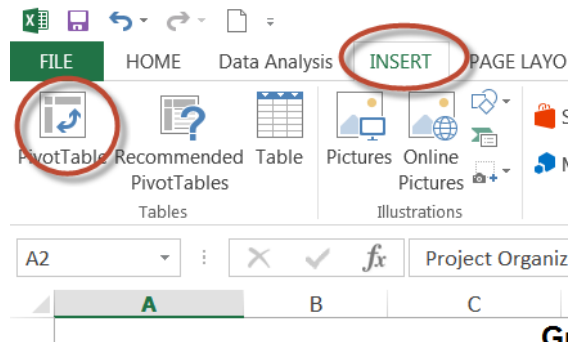 FILE HOME Data Analysis INSERT PAGE LAYO
PivotTable Recommended PivotTables Table Pictures Online Pictures
Tables Illustrations
A2 fx Project Organiz
A B C